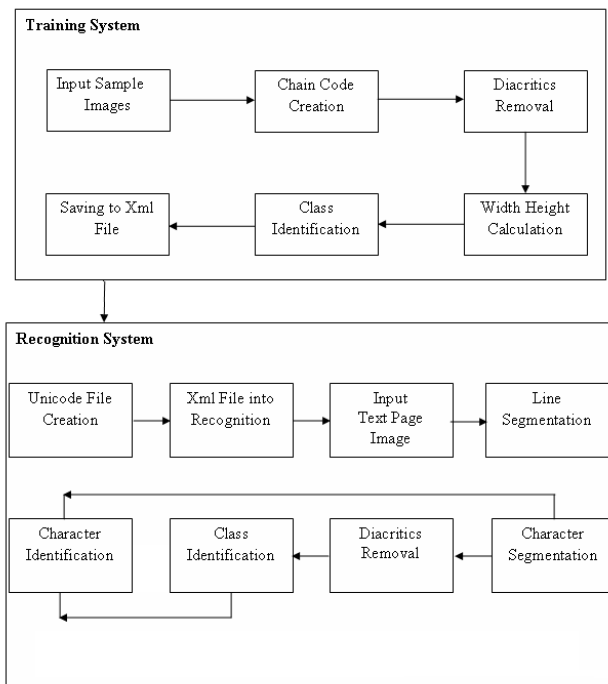 Training System
Input Sample
Images
Chain Code
Creation
Diacritics
Removal
Saving to Xml
File
Class
Identification
Width Height
Calculation
Recognition System
Unicode File
Creation
Xml File into
Recognition
Input
Text Page
Image
Line
Segmentation
Character
Identification
Class
Identification
Diacritics
Removal
Character
Segmentation